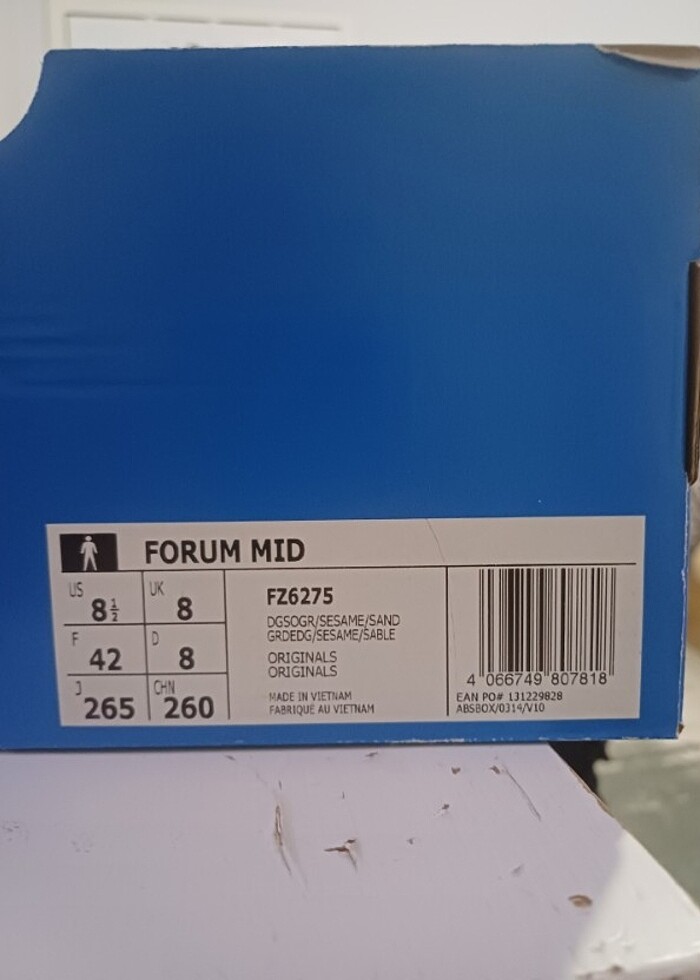 FORUM MID
US 8½ UK 8
F 42 D 8
J 265 CHN 260
FZ6275
DGSOGR/SESAME/SAND
GRDEDG/SESAME/SABLE
ORIGINALS
ORIGINALS
MADE IN VIETNAM
FABRIQUE AU VIETNAM
4 066749 807818
EAN PO# 131229828
ABSBOX/0314/V10